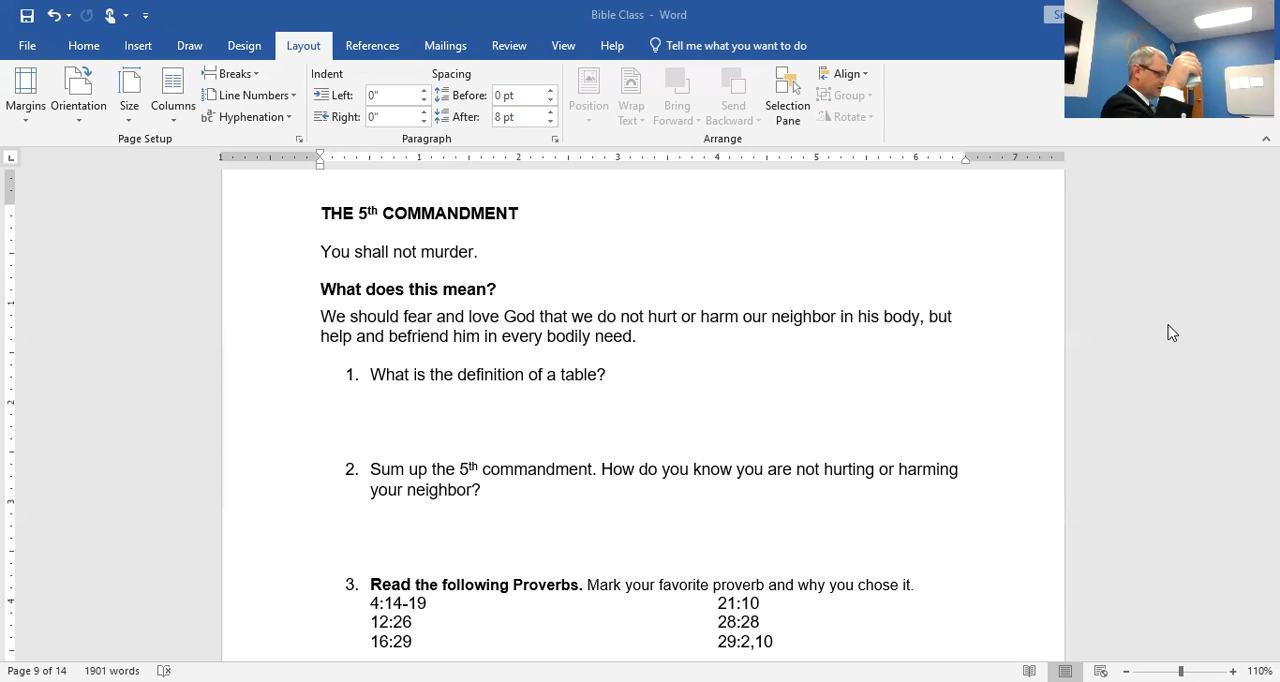 Bible Class - Word
File Home Insert Draw Design Layout References Mailings Review View Help Tell me what you want to do
Margins Orientation Size Columns
Breaks
Line Numbers
Hyphenation
Page Setup
Indent Spacing
Left: 0" Before: 0 pt
Right: 0" After: 8 pt
Paragraph
Position Wrap Text Bring Forward Send Backward Selection Pane
Align
Group
Rotate
Arrange
1 1 2 3 4 5 6 7
THE 5th COMMANDMENT
You shall not murder.
What does this mean?
We should fear and love God that we do not hurt or harm our neighbor in his body, but
help and befriend him in every bodily need.
1. What is the definition of a table?
2. Sum up the 5th commandment. How do you know you are not hurting or harming
your neighbor?
3. Read the following Proverbs. Mark your favorite proverb and why you chose it.
4:14-19 21:10
12:26 28:28
16:29 29:2,10
Page 9 of 14 1901 words 110%